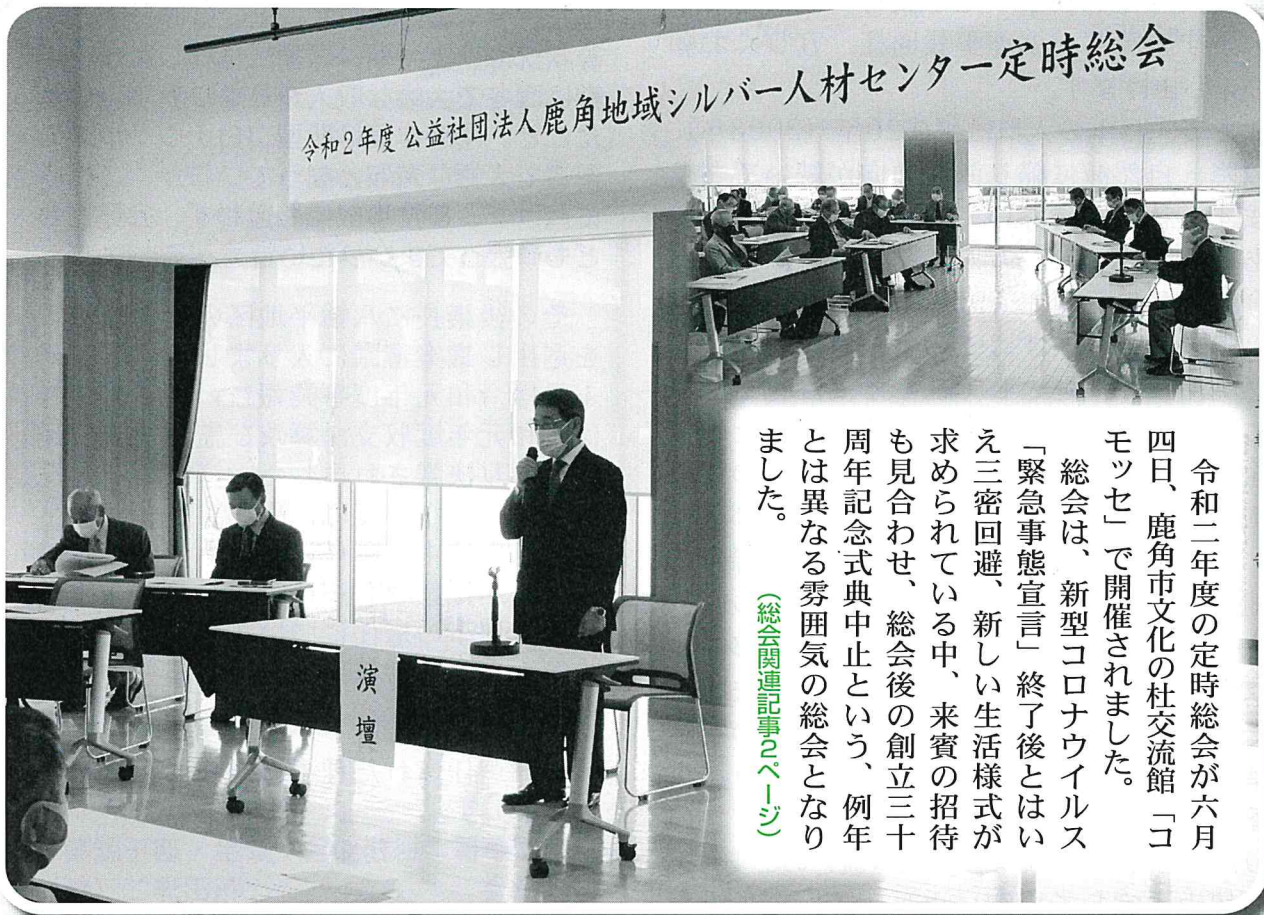 令和2年度 公益社団法人鹿角地域シルバー人材センター定時総会
演壇
令和二年度の定時総会が六月
四日、鹿角市文化の杜交流館「コ
モッセ」で開催されました。
総会は、新型コロナウイルス
「緊急事態宣言」終了後とはい
え三密回避、新しい生活様式が
求められている中、来賓の招待
も見合わせ、総会後の創立三十
周年記念式典中止という、例年
とは異なる雰囲気の総会となり
ました。
（総会関連記事2ページ）